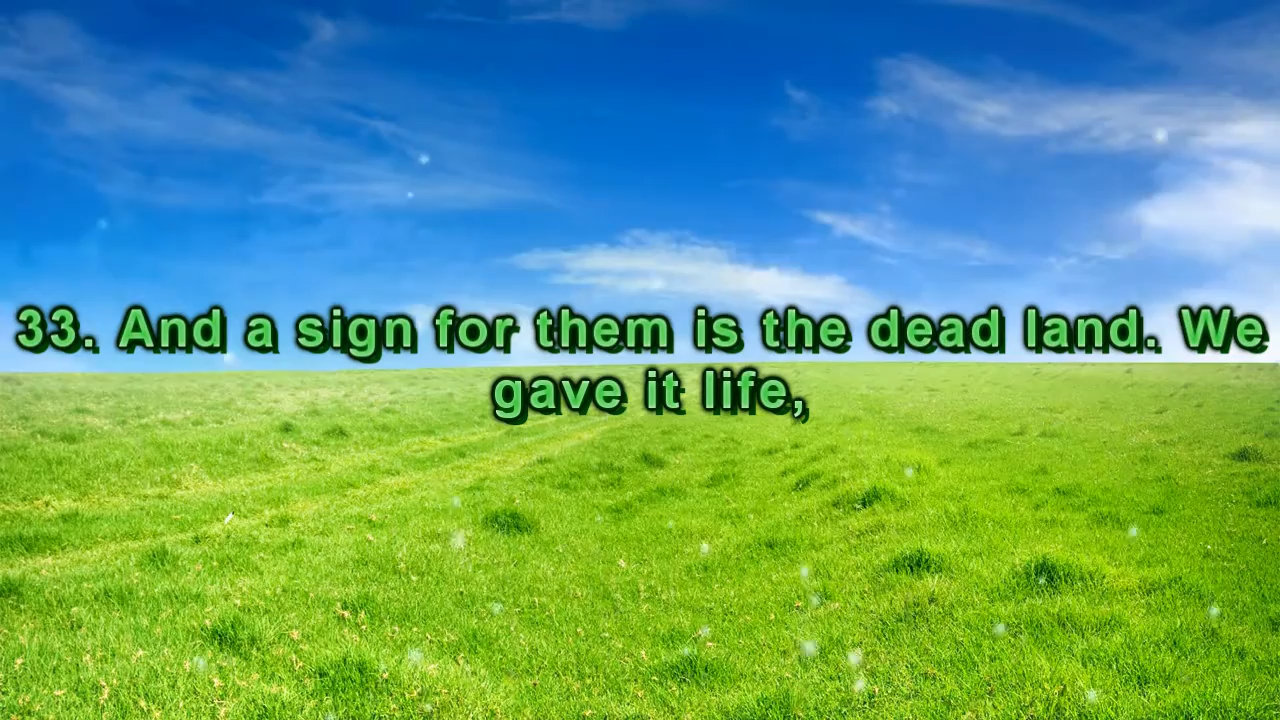 33. And a sign for them is the dead land. We
gave it life,